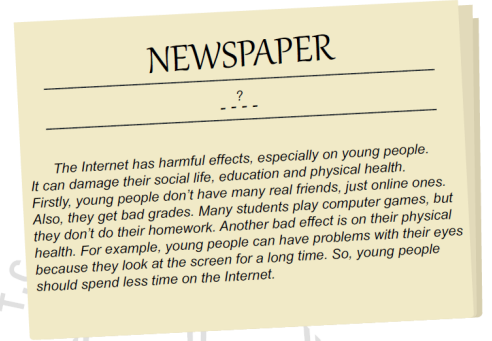 NEWSPAPER
?
- - - -
The Internet has harmful effects, especially on young people.
It can damage their social life, education and physical health.
Firstly, young people don't have many real friends, just online ones.
Also, they get bad grades. Many students play computer games, but
they don't do their homework. Another bad effect is on their physical
health. For example, young people can have problems with their eyes
because they look at the screen for a long time. So, young people
should spend less time on the Internet.